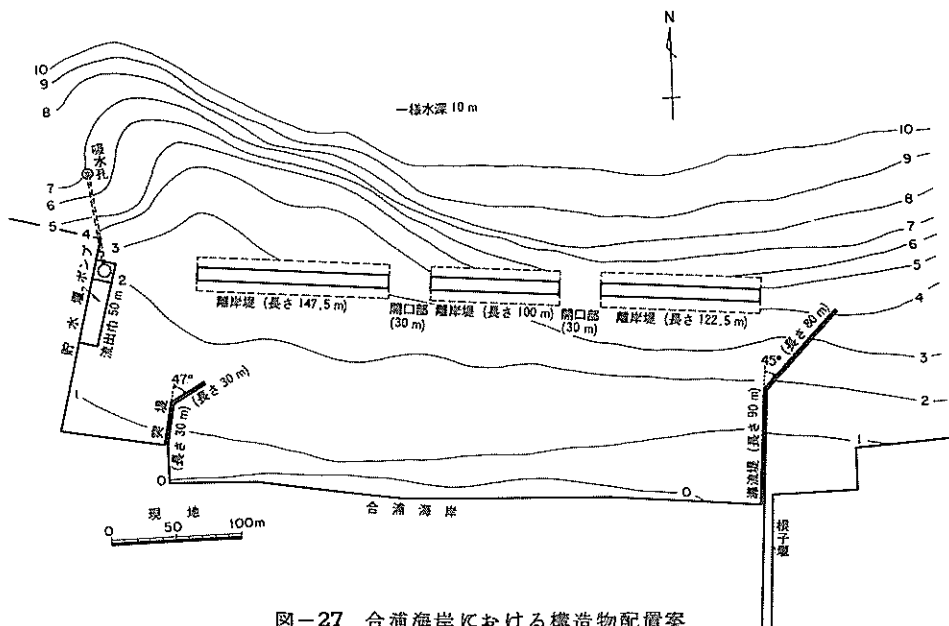 N
10
9
8
一様水深 10 m
吸水孔
7
6
5
4
3
2
ポンプ
貯水堰
流出巾 50 m
10
9
8
7
6
5
4
3
2
1
離岸堤 (長さ 147.5 m)
開口部
(30 m)
離岸堤 (長さ 100 m)
開口部
(30 m)
離岸堤 (長さ 122.5 m)
47°
(長さ 30 m)
突堤
(長さ 30 m)
45°
(長さ 80 m)
導流堤 (長さ 90 m)
1
0
0
合浦海岸
根子堰
現地
0 50 100m
図-27 合浦海岸における構造物配置案